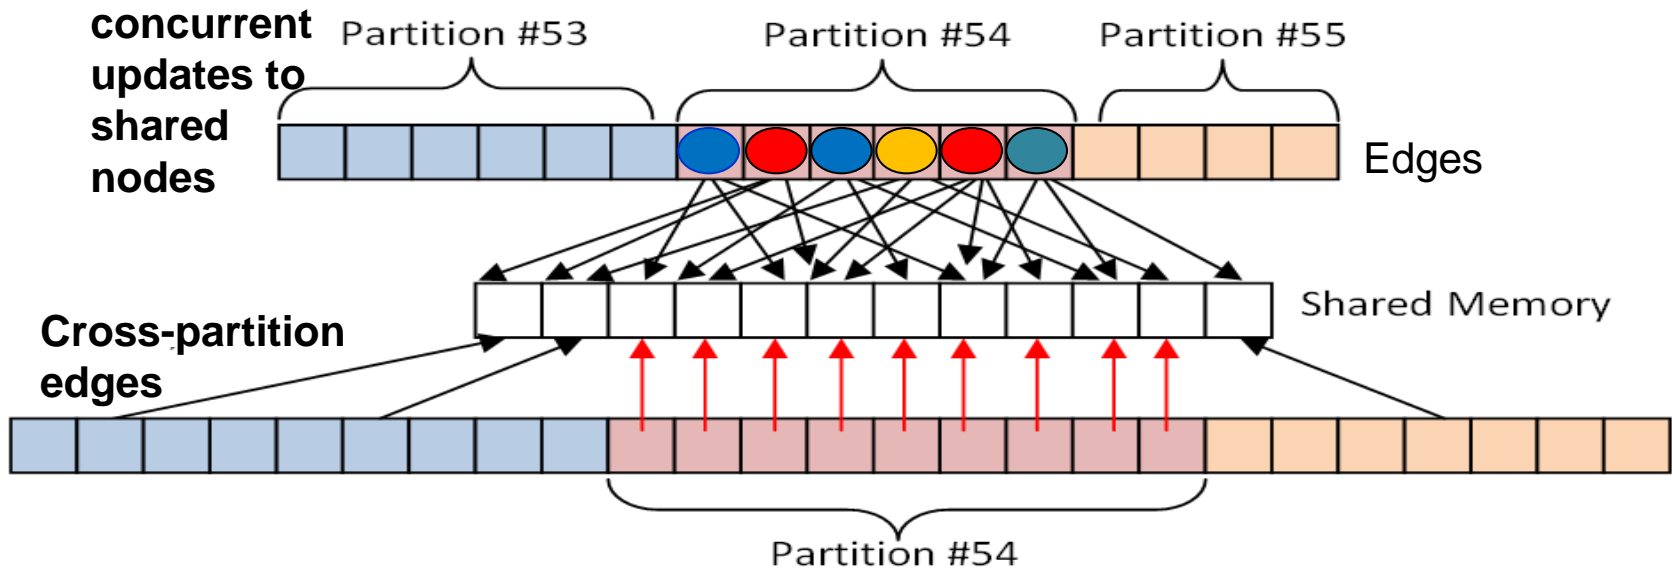 concurrent
updates to
shared
nodes
Partition #53
Partition #54
Partition #55
Edges
Shared Memory
Cross-partition
edges
Partition #54